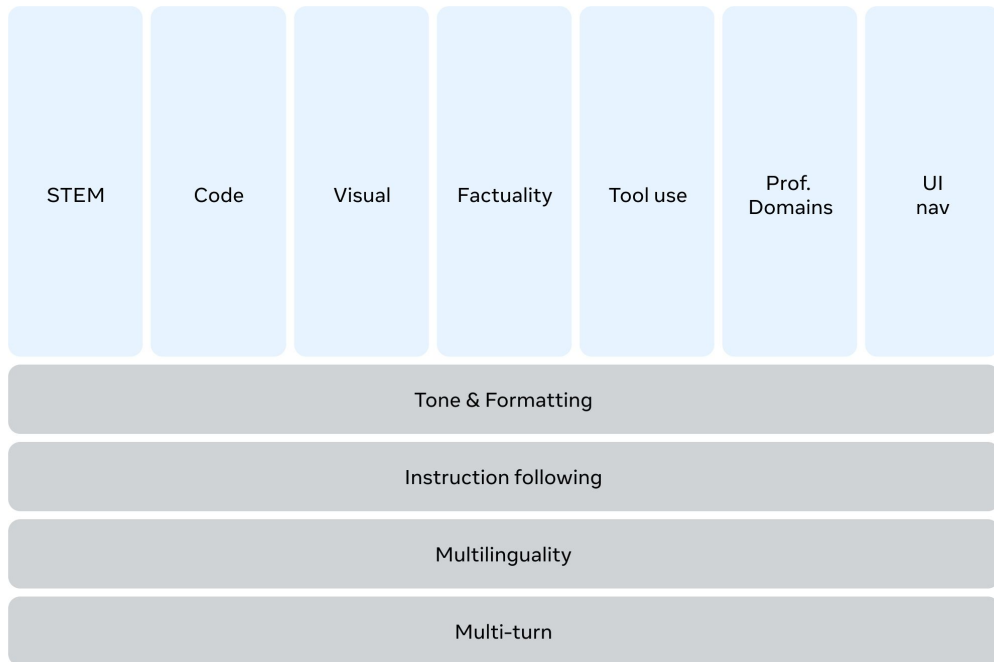 STEM
Code
Visual
Factuality
Tool use
Prof.
Domains
UI
nav
Tone & Formatting
Instruction following
Multilinguality
Multi-turn